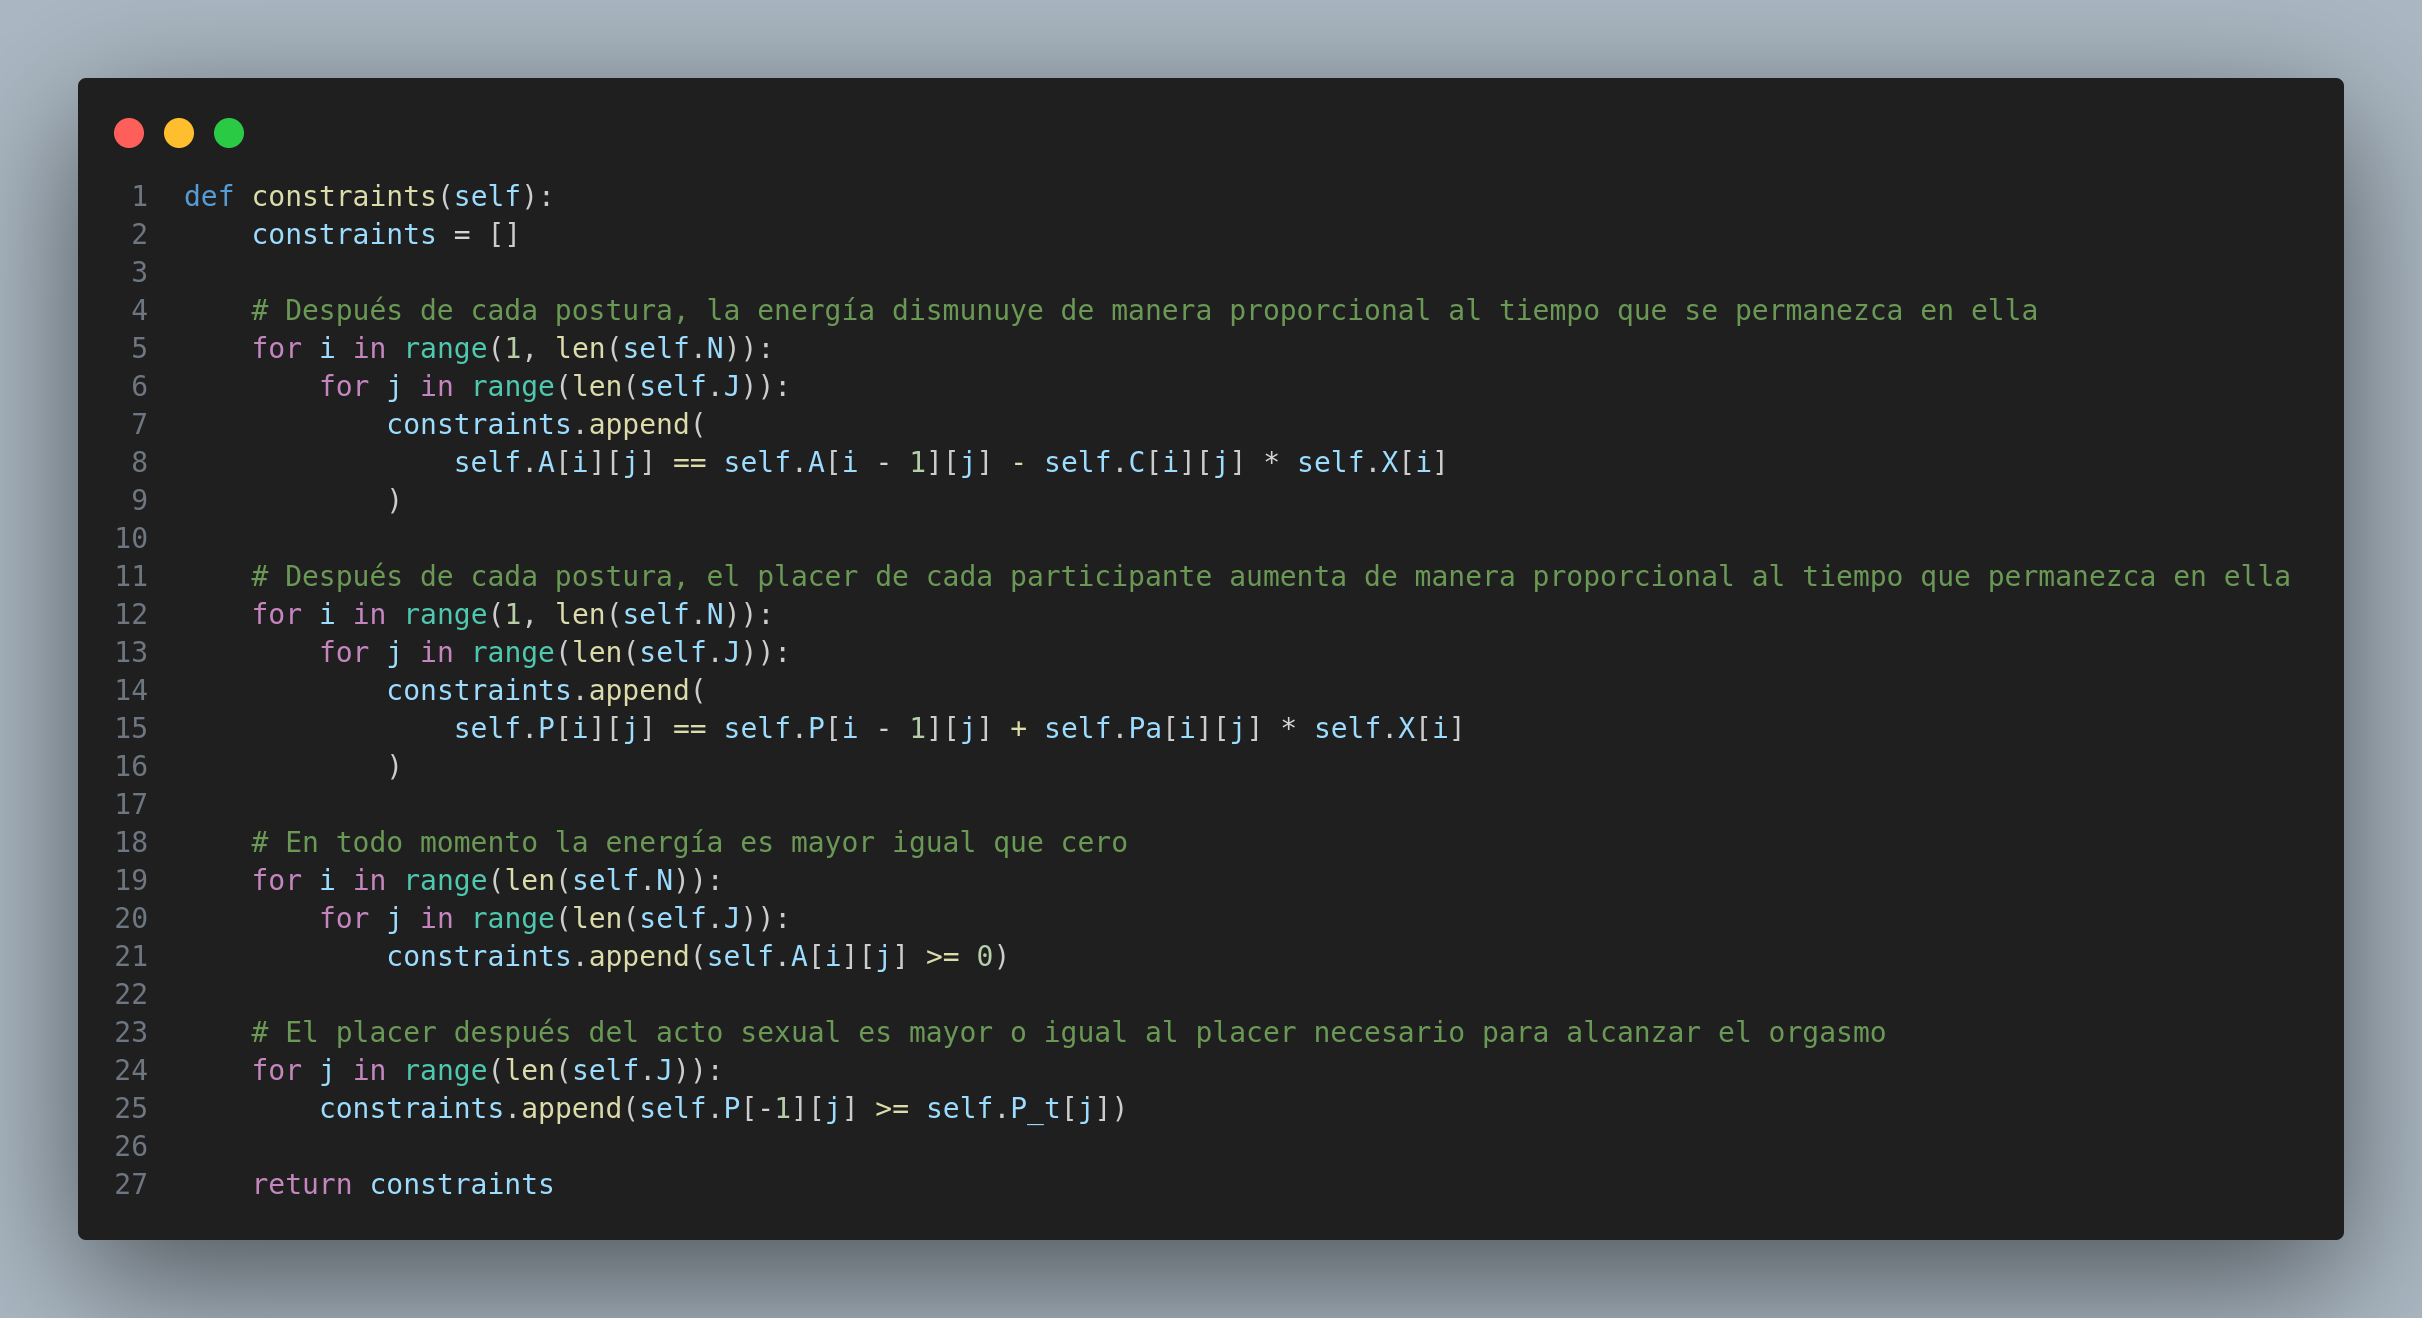 1 def constraints(self):
2     constraints = []
3
4     # Después de cada postura, la energía dismunuye de manera proporcional al tiempo que se permanezca en ella
5     for i in range(1, len(self.N)):
6         for j in range(len(self.J)):
7             constraints.append(
8                 self.A[i][j] == self.A[i - 1][j] - self.C[i][j] * self.X[i]
9             )
10
11     # Después de cada postura, el placer de cada participante aumenta de manera proporcional al tiempo que permanezca en ella
12     for i in range(1, len(self.N)):
13         for j in range(len(self.J)):
14             constraints.append(
15                 self.P[i][j] == self.P[i - 1][j] + self.Pa[i][j] * self.X[i]
16             )
17
18     # En todo momento la energía es mayor igual que cero
19     for i in range(len(self.N)):
20         for j in range(len(self.J)):
21             constraints.append(self.A[i][j] >= 0)
22
23     # El placer después del acto sexual es mayor o igual al placer necesario para alcanzar el orgasmo
24     for j in range(len(self.J)):
25         constraints.append(self.P[-1][j] >= self.P_t[j])
26
27     return constraints